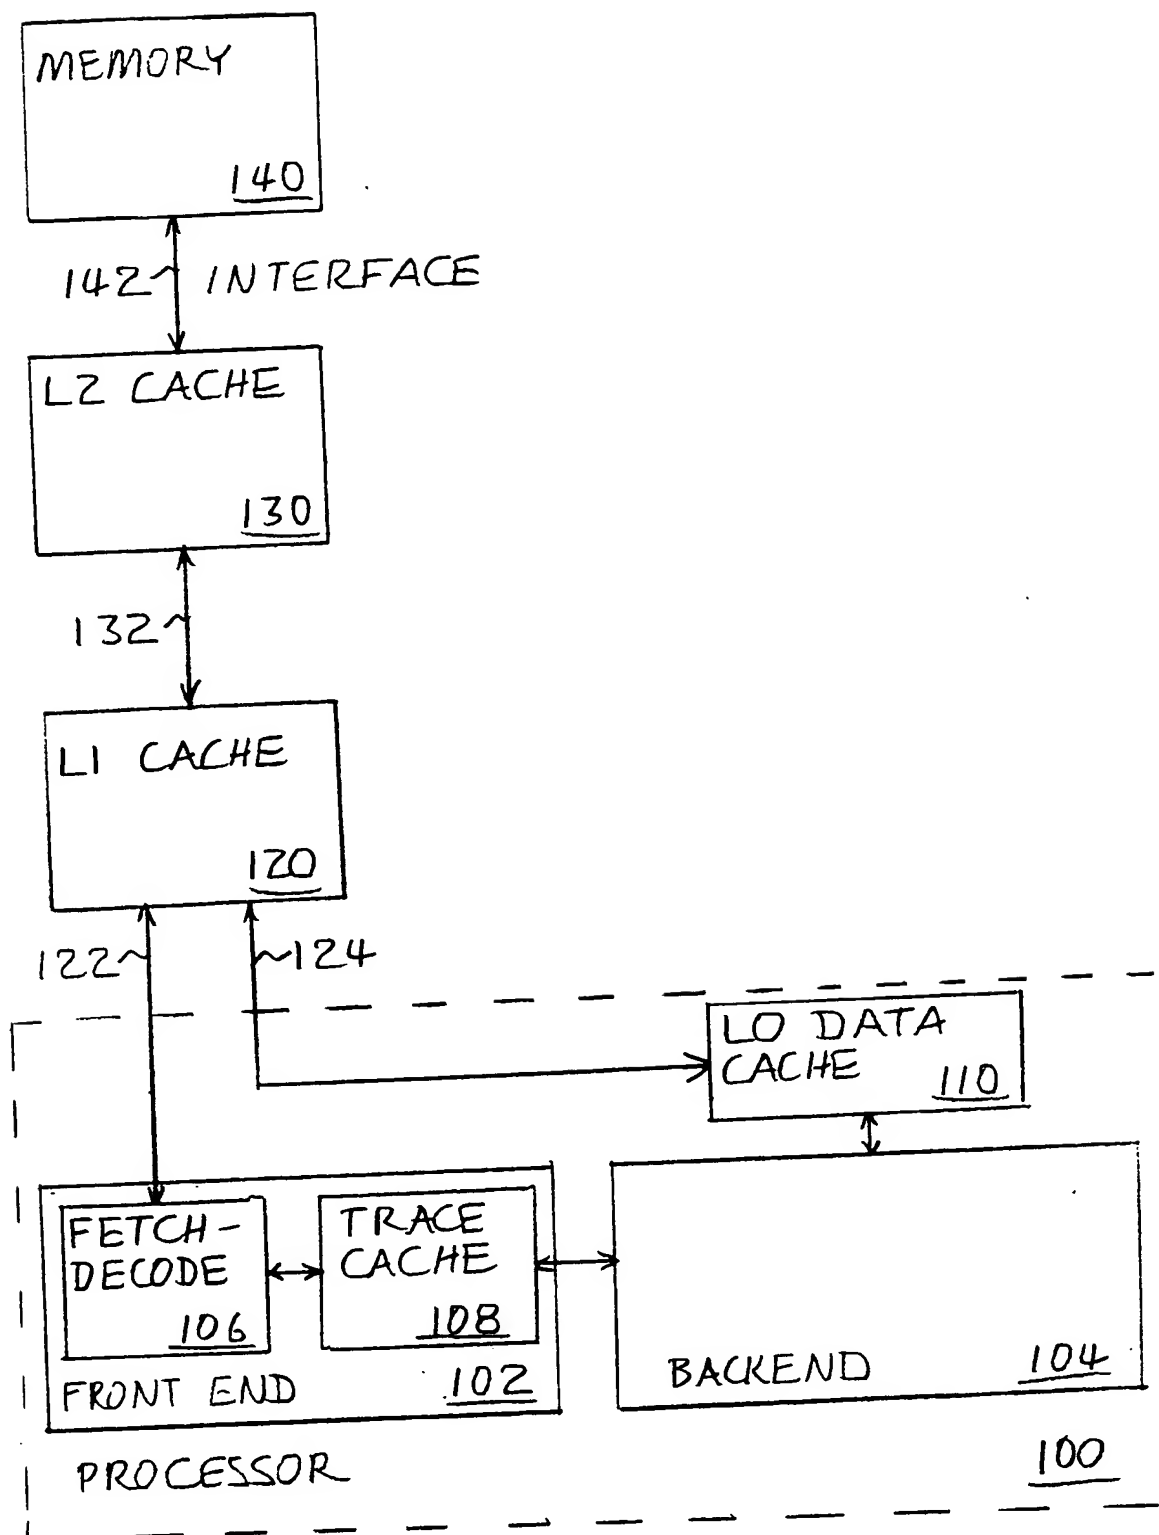 MEMORY
140
142 INTERFACE
L2 CACHE
130
132
L1 CACHE
120
122
124
L0 DATA
CACHE
110
FETCH-
DECODE
106
TRACE
CACHE
108
FRONT END
102
BACKEND
104
PROCESSOR
100